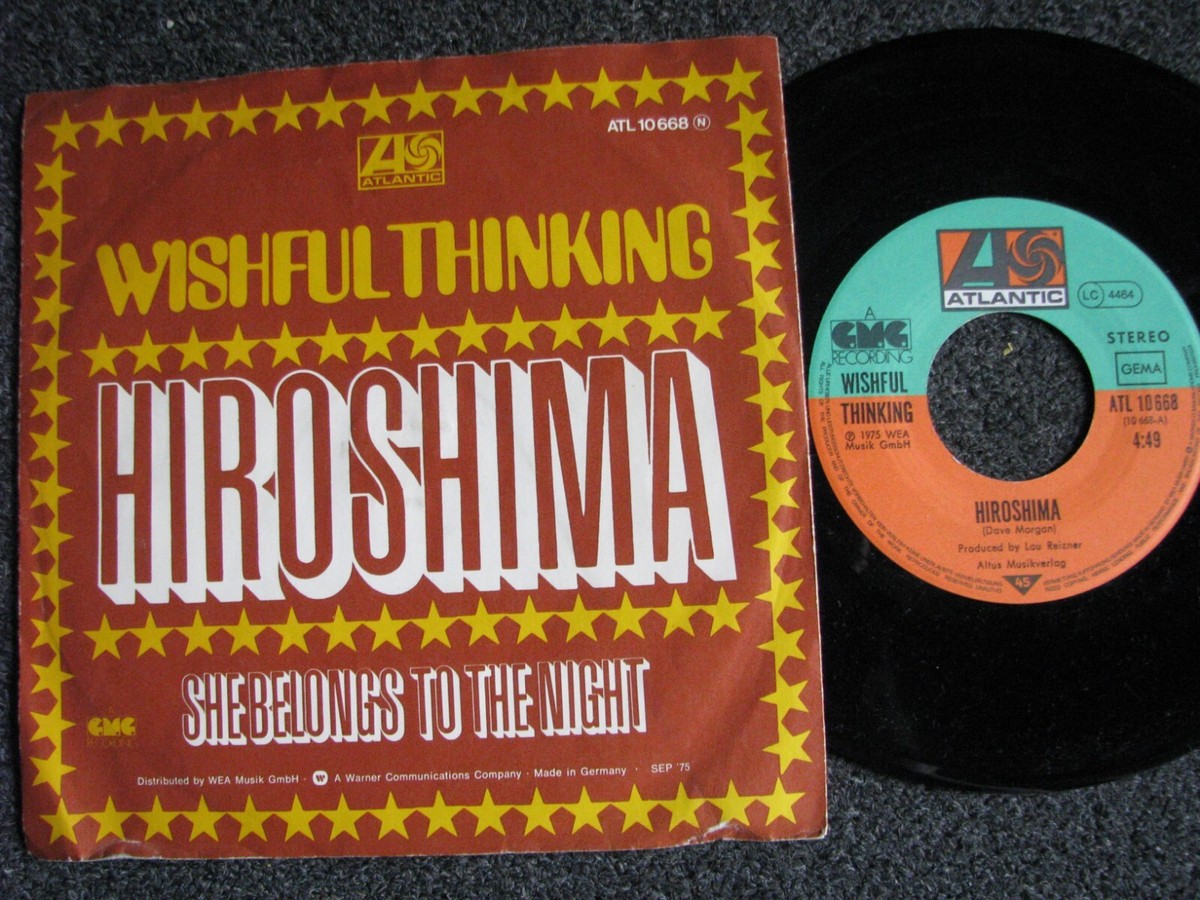 ATL 10 668 N
ATLANTIC
WISHFUL THINKING
HIROSHIMA
SHE BELONGS TO THE NIGHT
A
GMG
RECORDING
Distributed by WEA Musik GmbH · W A Warner Communications Company · Made in Germany · SEP '75
ATLANTIC
LC 4464
A
GMG
RECORDING
STEREO
GEMA
WISHFUL
THINKING
℗ 1975 WEA
Musik GmbH
ATL 10 668
(10 668-A)
4:49
HIROSHIMA
(Dave Morgan)
Produced by Lou Reizner
Altus Musikverlag
45